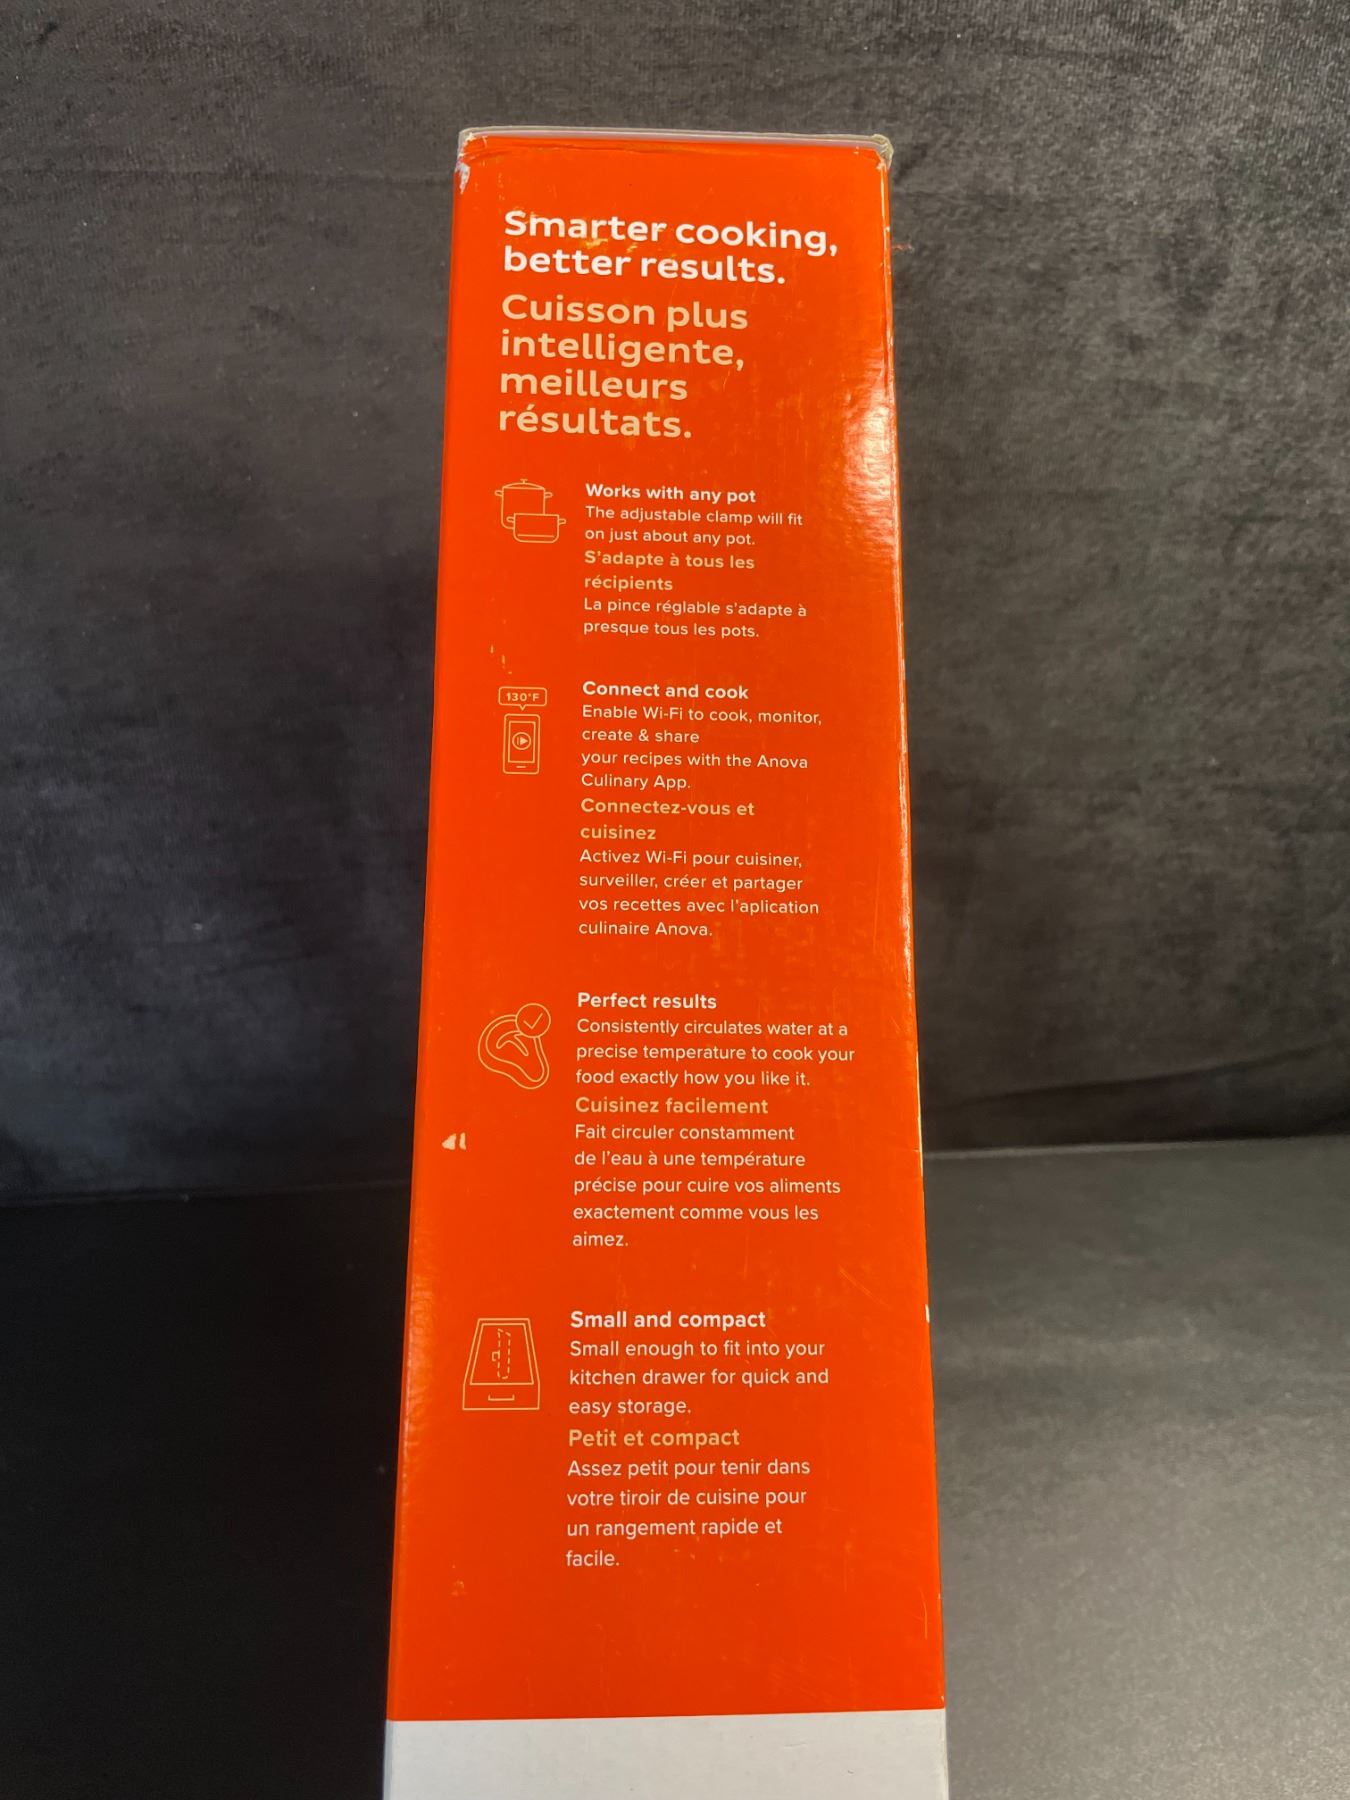 Smarter cooking,
better results.
Cuisson plus
intelligente,
meilleurs
résultats.
Works with any pot
The adjustable clamp will fit
on just about any pot.
S'adapte à tous les
récipients
La pince réglable s'adapte à
presque tous les pots.
130°F
Connect and cook
Enable Wi-Fi to cook, monitor,
create & share
your recipes with the Anova
Culinary App.
Connectez-vous et
cuisinez
Activez Wi-Fi pour cuisiner,
surveiller, créer et partager
vos recettes avec l'aplication
culinaire Anova.
Perfect results
Consistently circulates water at a
precise temperature to cook your
food exactly how you like it.
Cuisinez facilement
Fait circuler constamment
de l'eau à une température
précise pour cuire vos aliments
exactement comme vous les
aimez.
Small and compact
Small enough to fit into your
kitchen drawer for quick and
easy storage.
Petit et compact
Assez petit pour tenir dans
votre tiroir de cuisine pour
un rangement rapide et
facile.